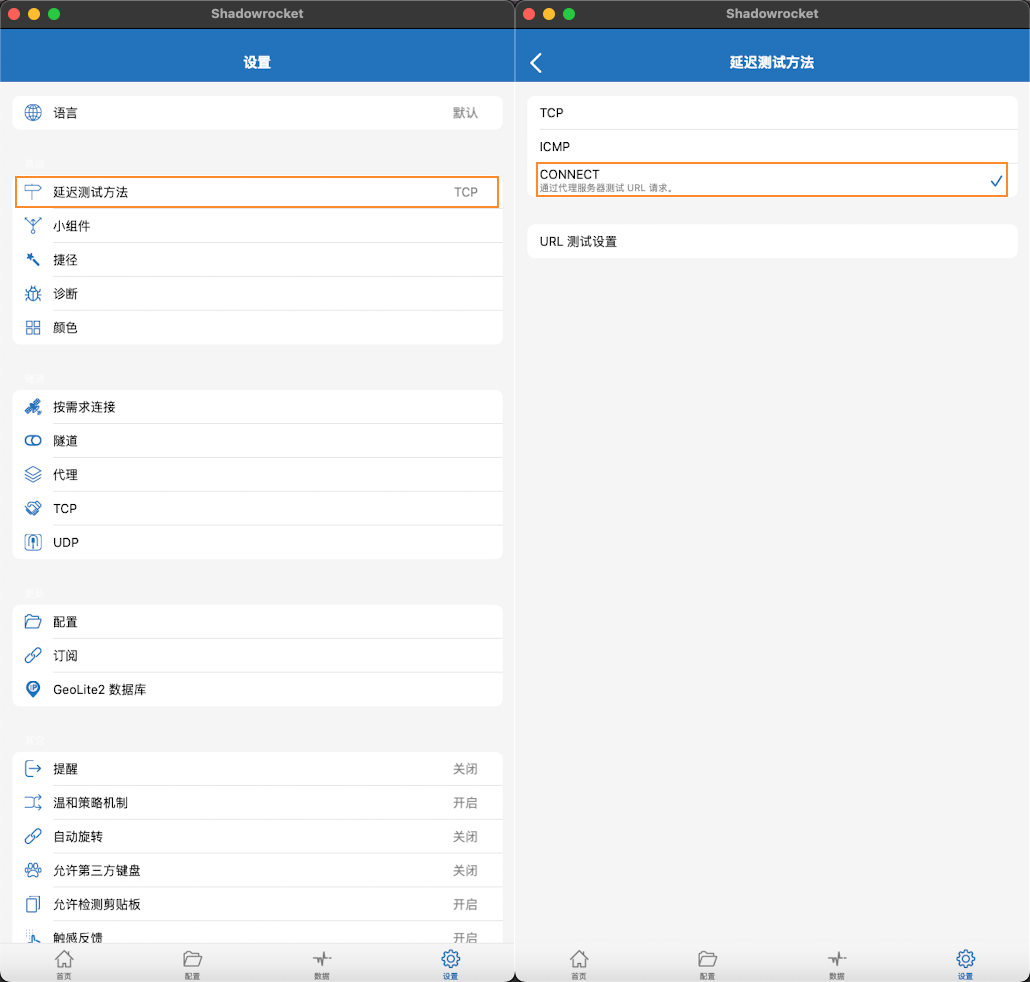 Shadowrocket
设置
语言
默认
延迟测试方法
TCP
小组件
捷径
诊断
颜色
按需求连接
隧道
代理
TCP
UDP
配置
订阅
GeoLite2 数据库
提醒
关闭
温和策略机制
开启
自动旋转
关闭
允许第三方键盘
关闭
允许检测剪贴板
开启
触感反馈
开启
首页
配置
数据
设置
Shadowrocket
延迟测试方法
TCP
ICMP
CONNECT
通过代理服务器测试 URL 请求。
URL 测试设置
首页
配置
数据
设置